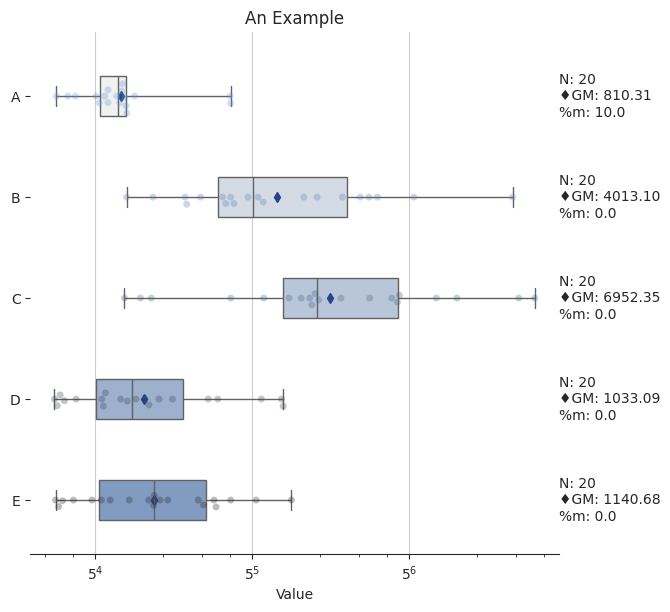 An Example
A
N: 20
♦GM: 810.31
%m: 10.0
B
N: 20
♦GM: 4013.10
%m: 0.0
C
N: 20
♦GM: 6952.35
%m: 0.0
D
N: 20
♦GM: 1033.09
%m: 0.0
E
N: 20
♦GM: 1140.68
%m: 0.0
5⁴ 5⁵ 5⁶
Value